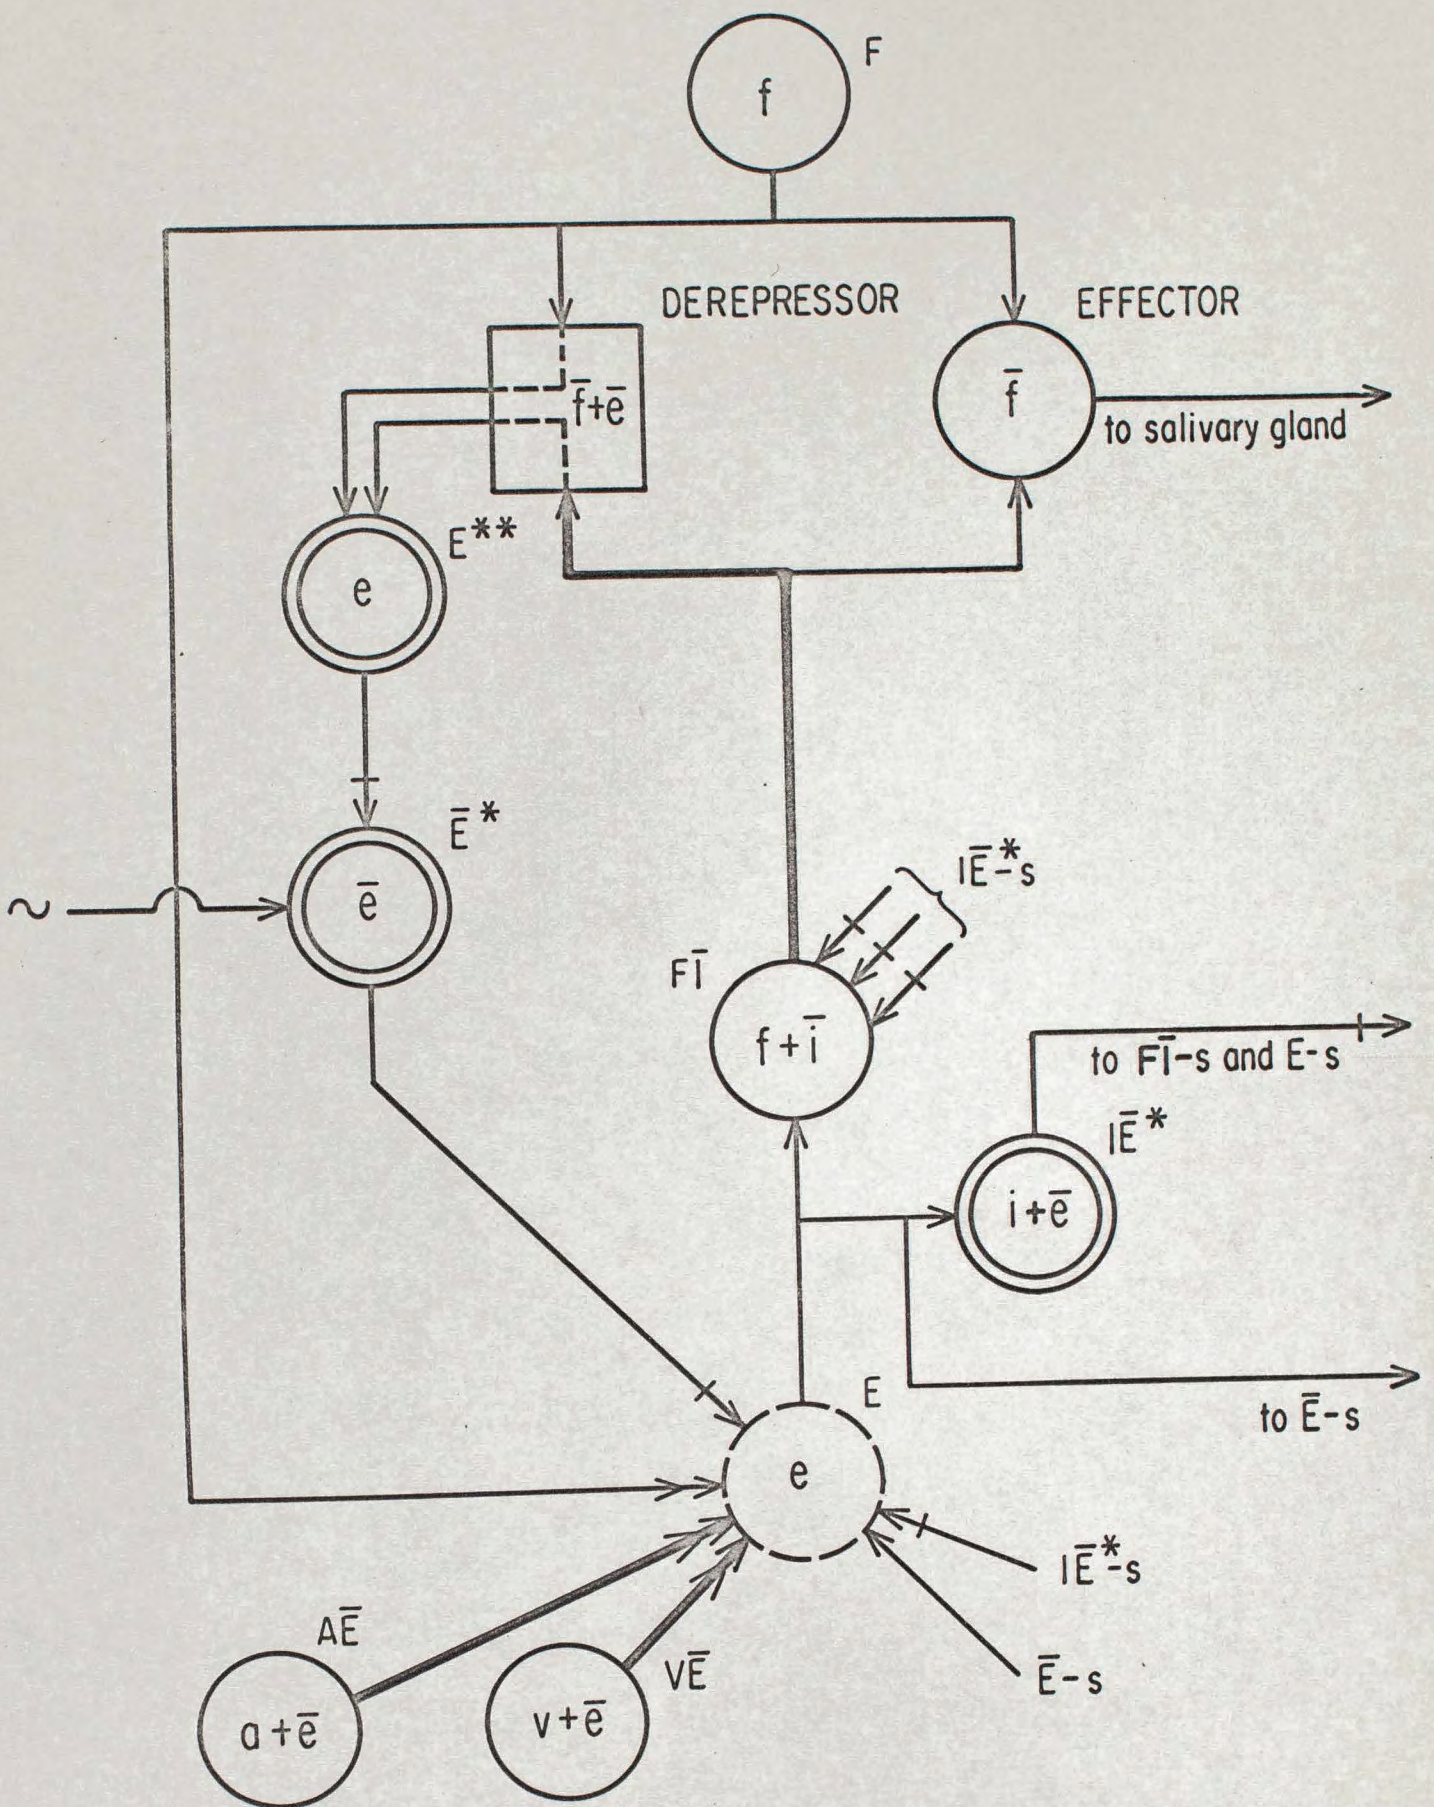 F
f
DEREPRESSOR
EFFECTOR
f̄+ē
f̄
to salivary gland
E**
e
Ē*
~
ē
IĒ*-s
FĪ
f+ī
to FĪ-s and E-s
IĒ*
i+ē
E
to Ē-s
e
IĒ*-s
AĒ
VĒ
Ē-s
a+ē
v+ē